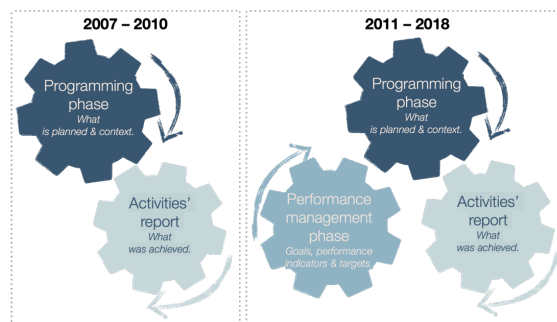 2007 – 2010
Programming
phase
What
is planned & context.
Activities'
report
What
was achieved.
2011 – 2018
Programming
phase
What
is planned & context.
Performance
management
phase
Goals, performance
indicators & targets.
Activities'
report
What
was achieved.